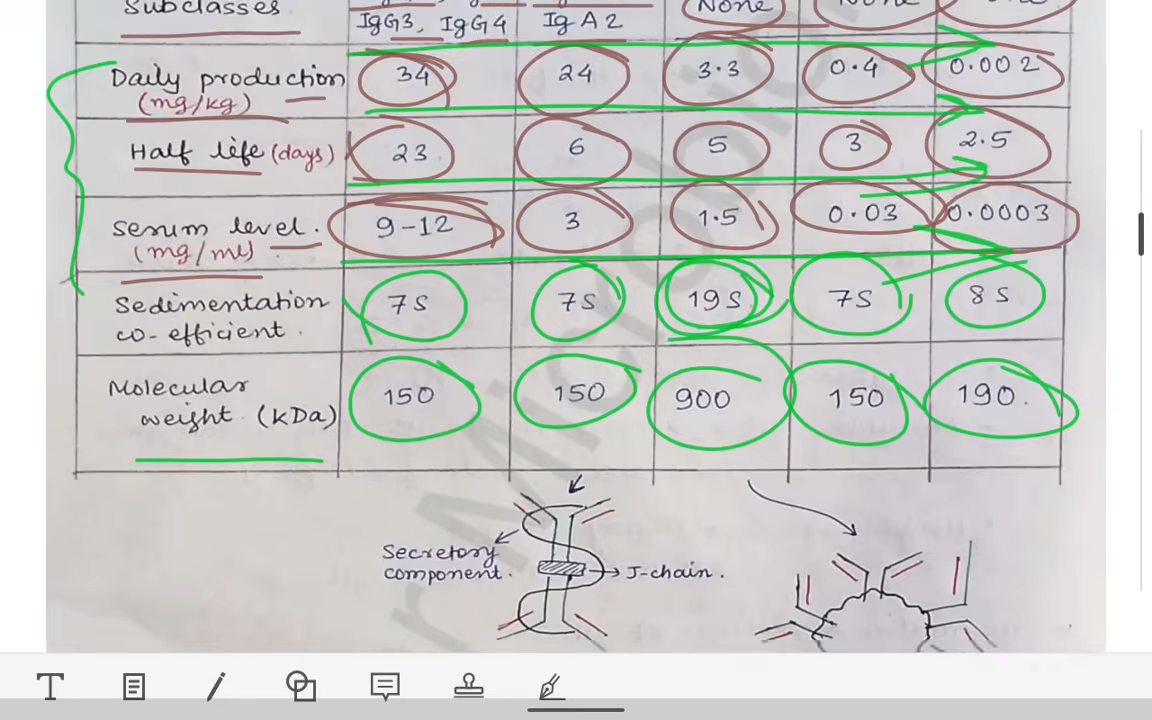 Subclasses None None
IgG3, IgG4 IgA2
Daily production (mg/kg) 34 24 3.3 0.4 0.002
Half life (days) 23 6 5 3 2.5
Serum level. (mg/ml) 9-12 3 1.5 0.03 0.0003
Sedimentation co-efficient. 7S 7S 19S 7S 8S
Molecular weight. (kDa) 150 150 900 150 190.
Secretory component.
J-chain.
T